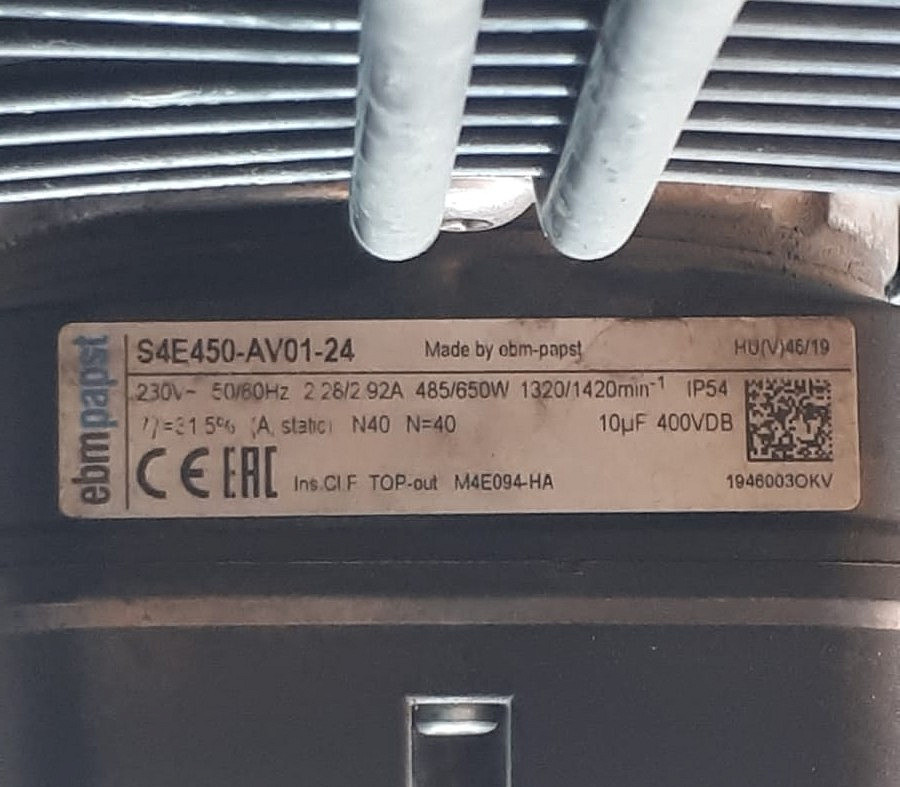 ebmpapst
S4E450-AV01-24 Made by ebm-papst HU(V)46/19
230V~ 50/60Hz 2.28/2.92A 485/650W 1320/1420min⁻¹ IP54
η=31.5% (A, static) N40 N=40 10µF 400VDB
CE EAC Ins.Cl.F TOP-out M4E094-HA 1946003OKV